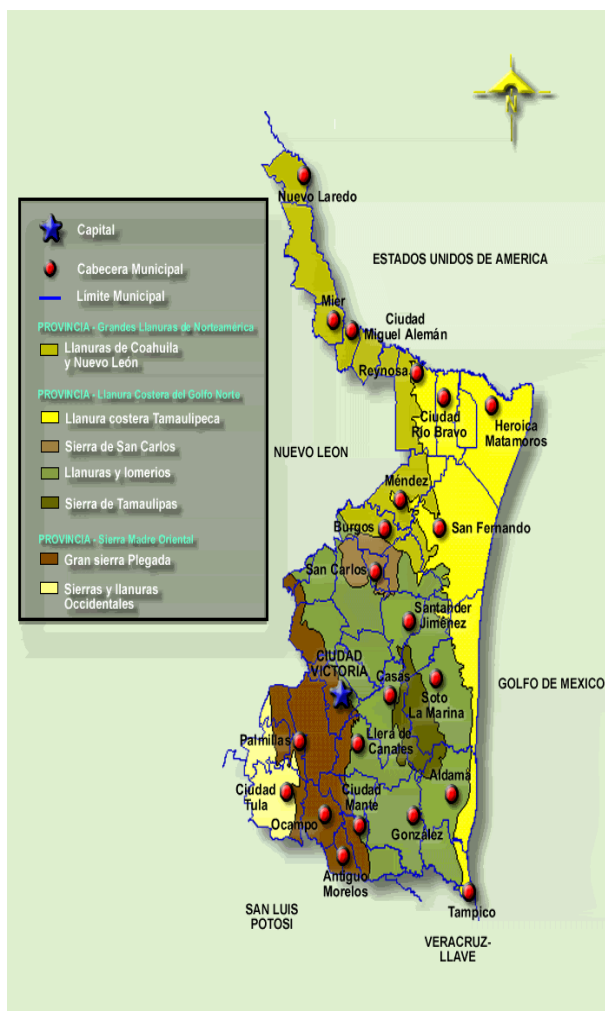 N
Nuevo Laredo
ESTADOS UNIDOS DE AMERICA
Capital
Cabecera Municipal
Límite Municipal
PROVINCIA - Grandes Llanuras de Norteamérica
Llanuras de Coahuila
y Nuevo León
PROVINCIA - Llanura Costera del Golfo Norte
Llanura costera Tamaulipeca
Sierra de San Carlos
Llanuras y lomerios
Sierra de Tamaulipas
PROVINCIA - Sierra Madre Oriental
Gran sierra Plegada
Sierras y llanuras
Occidentales
Mier
Ciudad
Miguel Alemán
Reynosa
Ciudad
Río Bravo
Heroica
Matamoros
NUEVO LEON
Méndez
Burgos
San Fernando
San Carlos
Santander
Jiménez
CIUDAD
VICTORIA
Casas
Soto
La Marina
GOLFO DE MEXICO
Palmillas
Llera de
Canales
Aldama
Ciudad
Tula
Ciudad
Mante
Ocampo
González
Antiguo
Morelos
SAN LUIS
POTOSI
Tampico
VERACRUZ-
LLAVE